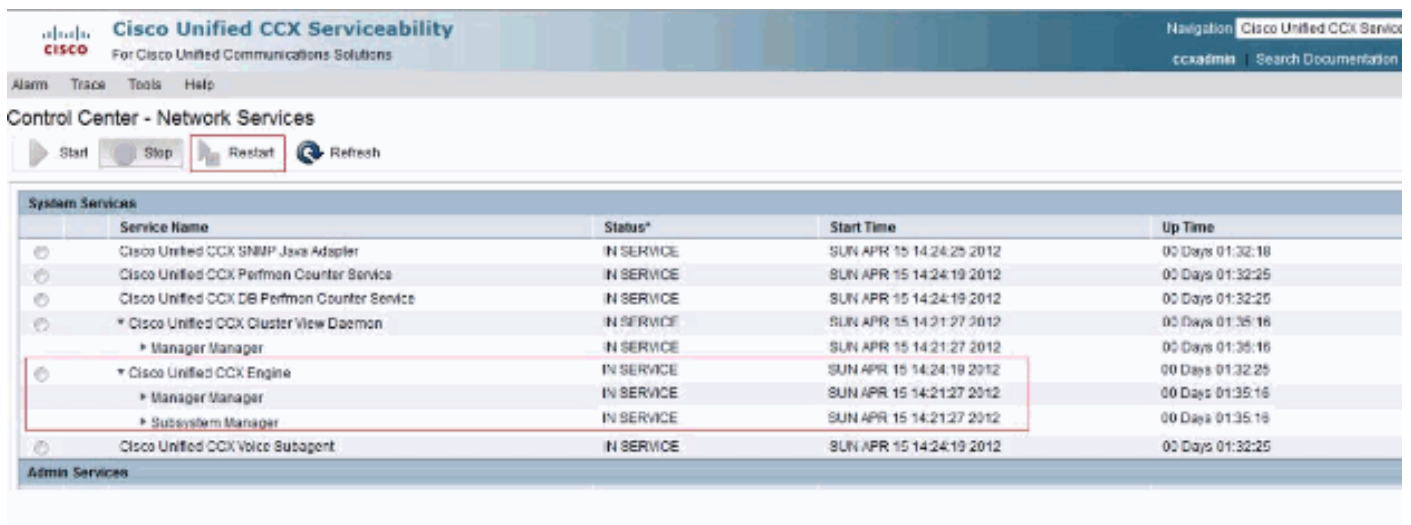 Cisco Unified CCX Serviceability
Navigation Cisco Unified CCX Service
CISCO
For Cisco Unified Communications Solutions
ccxadmin | Search Documentation
Alarm Trace Tools Help
Control Center - Network Services
Start Stop Restart Refresh
System Services
Service Name Status* Start Time Up Time
Cisco Unified CCX SNMP Java Adapter IN SERVICE SUN APR 15 14:24:25 2012 00 Days 01:32:18
Cisco Unified CCX Perfmon Counter Service IN SERVICE SUN APR 15 14:24:19 2012 00 Days 01:32:25
Cisco Unified CCX DB Perfmon Counter Service IN SERVICE SUN APR 15 14:24:19 2012 00 Days 01:32:25
Cisco Unified CCX Cluster View Daemon IN SERVICE SUN APR 15 14:21:27 2012 00 Days 01:35:16
Manager Manager IN SERVICE SUN APR 15 14:21:27 2012 00 Days 01:35:16
Cisco Unified CCX Engine IN SERVICE SUN APR 15 14:24:19 2012 00 Days 01:32:25
Manager Manager IN SERVICE SUN APR 15 14:21:27 2012 00 Days 01:35:16
Subsystem Manager IN SERVICE SUN APR 15 14:21:27 2012 00 Days 01:35:16
Cisco Unified CCX Voice Subagent IN SERVICE SUN APR 15 14:24:19 2012 00 Days 01:32:25
Admin Services